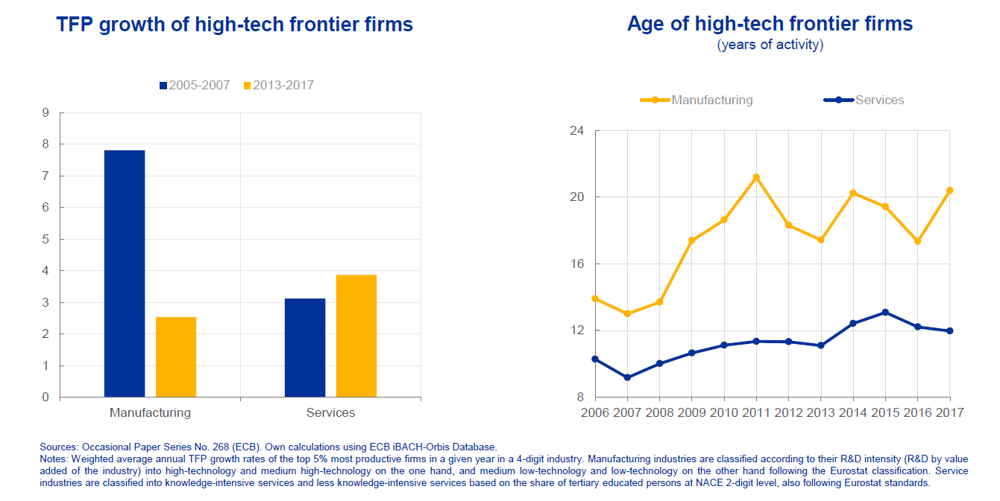 TFP growth of high-tech frontier firms
2005-2007 2013-2017
9
8
7
6
5
4
3
2
1
0
Manufacturing Services
Age of high-tech frontier firms
(years of activity)
Manufacturing Services
24
20
16
12
8
2006 2007 2008 2009 2010 2011 2012 2013 2014 2015 2016 2017
Sources: Occasional Paper Series No. 268 (ECB). Own calculations using ECB iBACH-Orbis Database.
Notes: Weighted average annual TFP growth rates of the top 5% most productive firms in a given year in a 4-digit industry. Manufacturing industries are classified according to their R&D intensity (R&D by value
added of the industry) into high-technology and medium high-technology on the one hand, and medium low-technology and low-technology on the other hand following the Eurostat classification. Service
industries are classified into knowledge-intensive services and less knowledge-intensive services based on the share of tertiary educated persons at NACE 2-digit level, also following Eurostat standards.